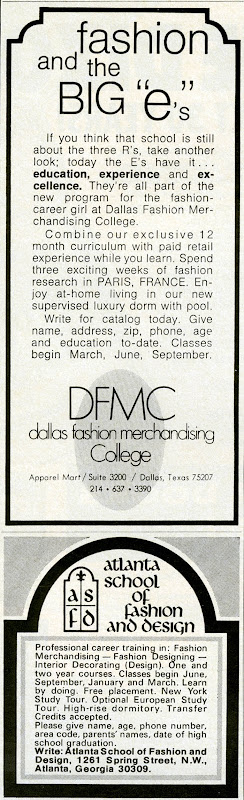 fashion
and the
BIG "e"'s
If you think that school is still
about the three R's, take another
look; today the E's have it...
education, experience and ex-
cellence. They're all part of the
new program for the fashion-
career girl at Dallas Fashion Mer-
chandising College.
Combine our exclusive 12
month curriculum with paid retail
experience while you learn. Spend
three exciting weeks of fashion
research in PARIS, FRANCE. En-
joy at-home living in our new
supervised luxury dorm with pool.
Write for catalog today. Give
name, address, zip, phone, age
and education to-date. Classes
begin March, June, September.
DFMC
dallas fashion merchandising
College
Apparel Mart/Suite 3200 / Dallas, Texas 75207
214 • 637 • 3390
atlanta
school
of
fashion
and design
a s
f d
Professional career training in: Fashion
Merchandising — Fashion Designing —
Interior Decorating (Design). One and
two year courses. Classes begin June,
September, January and March. Learn
by doing. Free placement. New York
Study Tour. Optional European Study
Tour. High-rise dormitory. Transfer
Credits accepted.
Please give name, age, phone number,
area code, parents' names, date of high
school graduation.
Write: Atlanta School of Fashion and
Design, 1261 Spring Street, N.W.,
Atlanta, Georgia 30309.